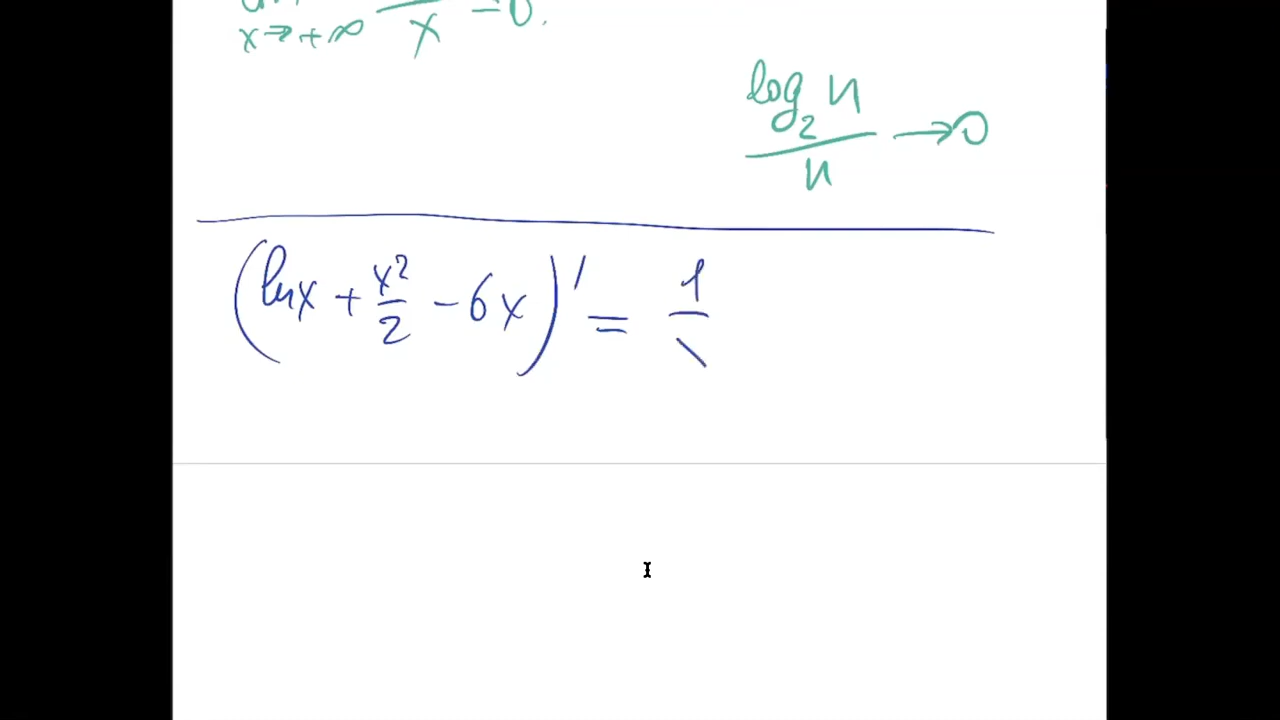 x→+∞ x =0.
log₂ n / n → 0
(ln x + x²/2 - 6x)' = 1/